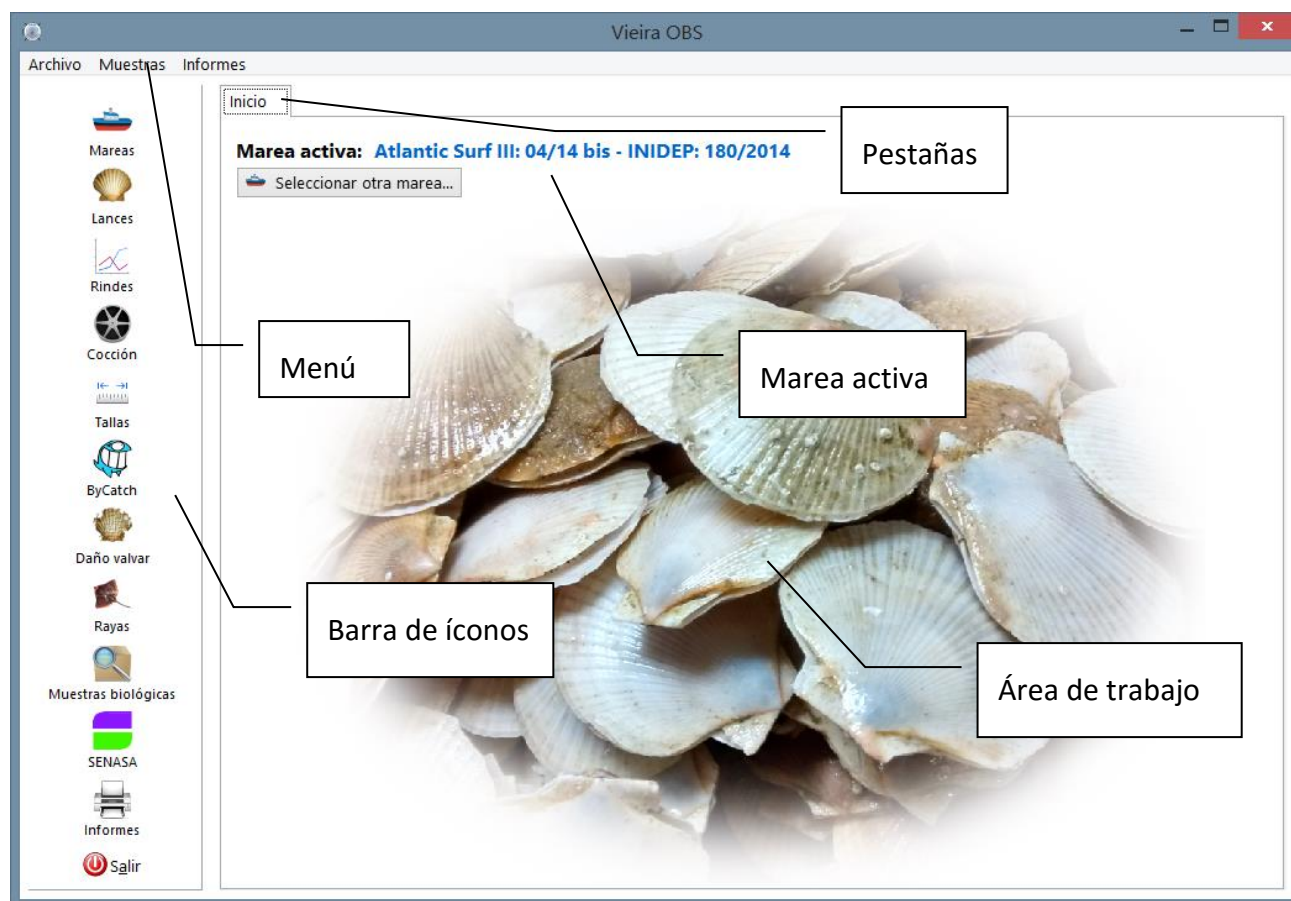 Vieira OBS
Archivo Muestras Informes
Inicio
Marea activa: Atlantic Surf III: 04/14 bis - INIDEP: 180/2014
Seleccionar otra marea...
Mareas
Lances
Rindes
Cocción
Tallas
ByCatch
Daño valvar
Rayas
Muestras biológicas
SENASA
Informes
Salir
Pestañas
Menú
Marea activa
Barra de íconos
Área de trabajo